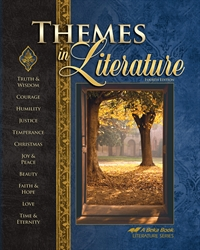 THEMES
in Literature
FOURTH EDITION
TRUTH &
WISDOM
COURAGE
HUMILITY
JUSTICE
TEMPERANCE
CHRISTMAS
JOY &
PEACE
BEAUTY
FAITH &
HOPE
LOVE
TIME &
ETERNITY
A Beka Book
LITERATURE SERIES